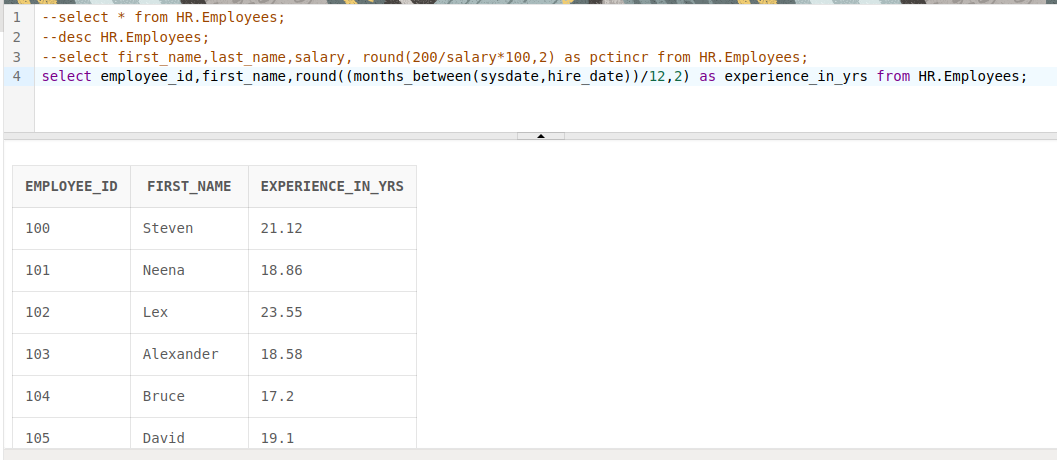 1 --select * from HR.Employees;
2 --desc HR.Employees;
3 --select first_name,last_name,salary, round(200/salary*100,2) as pctincr from HR.Employees;
4 select employee_id,first_name,round((months_between(sysdate,hire_date))/12,2) as experience_in_yrs from HR.Employees;
EMPLOYEE_ID FIRST_NAME EXPERIENCE_IN_YRS
100 Steven 21.12
101 Neena 18.86
102 Lex 23.55
103 Alexander 18.58
104 Bruce 17.2
105 David 19.1